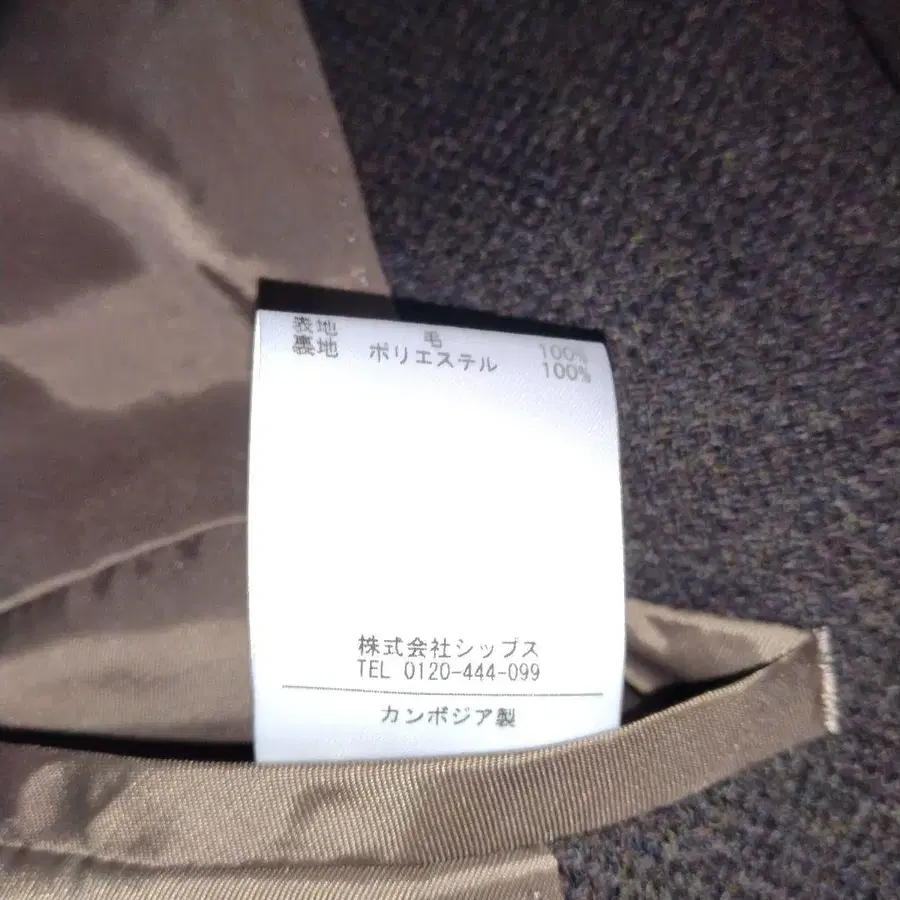 表地 毛 100%
裏地 ポリエステル 100%
株式会社シップス
TEL 0120-444-099
カンボジア製